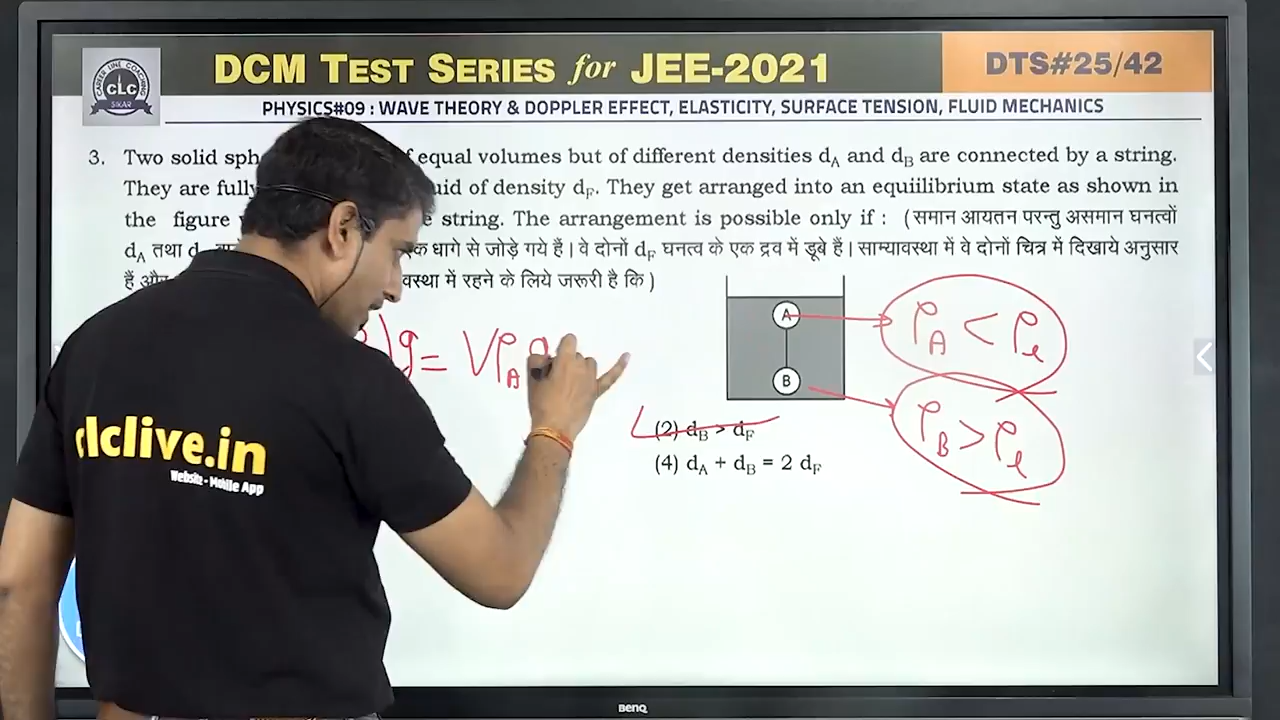 DCM TEST SERIES for JEE-2021
DTS#25/42
CAREER LINE COACHING
CLC
SIKAR
PHYSICS#09 : WAVE THEORY & DOPPLER EFFECT, ELASTICITY, SURFACE TENSION, FLUID MECHANICS
3. Two solid sph of equal volumes but of different densities dA and dB are connected by a string.
They are fully uid of density dF. They get arranged into an equiilibrium state as shown in
the figure string. The arrangement is possible only if : (समान आयतन परन्तु असमान घनत्वों
dA तथा d धागे से जोड़े गये हैं। वे दोनों dF घनत्व के एक द्रव में डूबे हैं। साम्यावस्था में वे दोनों चित्र में दिखाये अनुसार
हैं और वस्था में रहने के लिये जरूरी है कि )
A
B
ρA < ρl
ρB > ρl
)g = VρA g
(2) dB > dF
(4) dA + dB = 2 dF
clclive.in
Website - Mobile App
BenQ